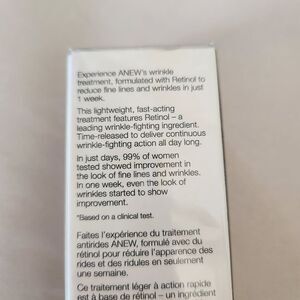 Experience ANEW's wrinkle
treatment, formulated with Retinol to
reduce fine lines and wrinkles in just
1 week.
This lightweight, fast-acting
treatment features Retinol – a
leading wrinkle-fighting ingredient.
Time-released to deliver continuous
wrinkle-fighting action all day long.
In just days, 99% of women
tested showed improvement in
the look of fine lines and wrinkles.
In one week, even the look of
wrinkles started to show
improvement.
*Based on a clinical test.
Faites l'expérience du traitement
antirides ANEW, formulé avec du
rétinol pour réduire l'apparence des
rides et des ridules en seulement
une semaine.
Ce traitement léger à action rapide
est à base de rétinol – un ingrédient